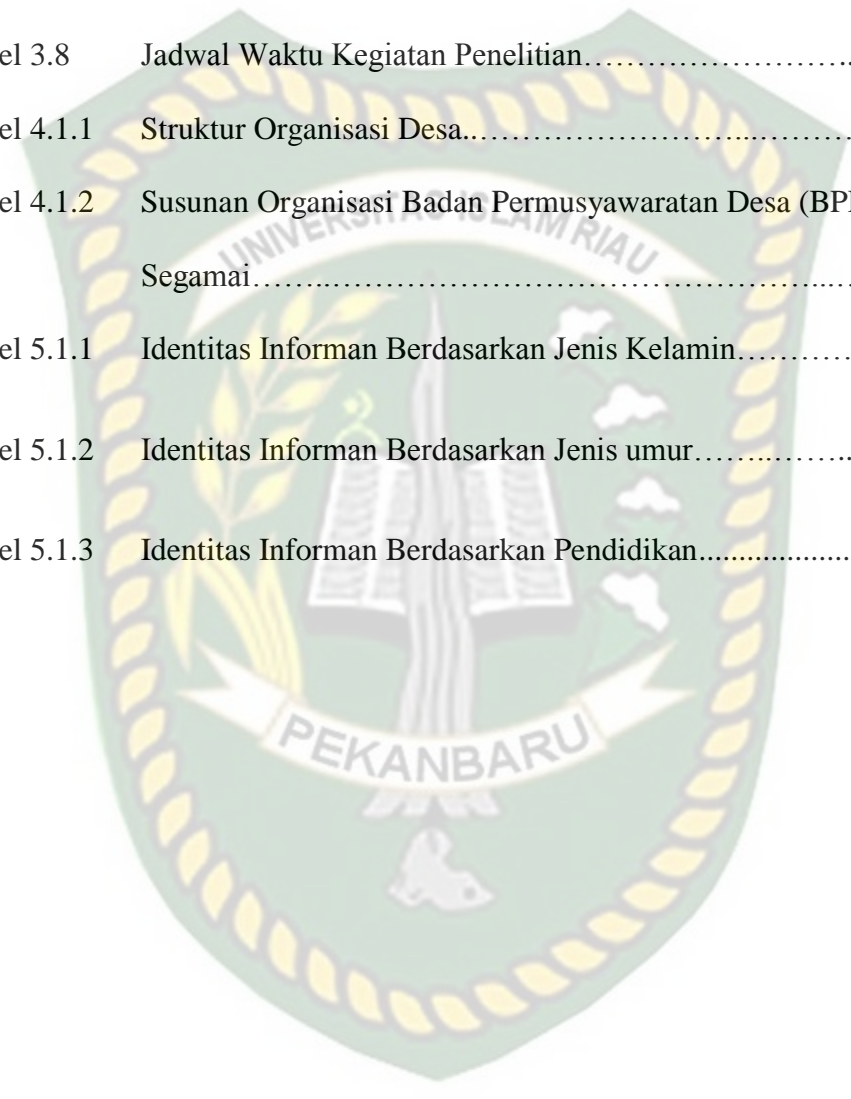 el 3.8 Jadwal Waktu Kegiatan Penelitian……………………..
el 4.1.1 Struktur Organisasi Desa..……………………...………
el 4.1.2 Susunan Organisasi Badan Permusyawaratan Desa (BP
UNIVERSITAS ISLAM RIAU
Segamai…….…………………………………………..…
el 5.1.1 Identitas Informan Berdasarkan Jenis Kelamin…………
el 5.1.2 Identitas Informan Berdasarkan Jenis umur……..……..
el 5.1.3 Identitas Informan Berdasarkan Pendidikan...................
PEKANBARU